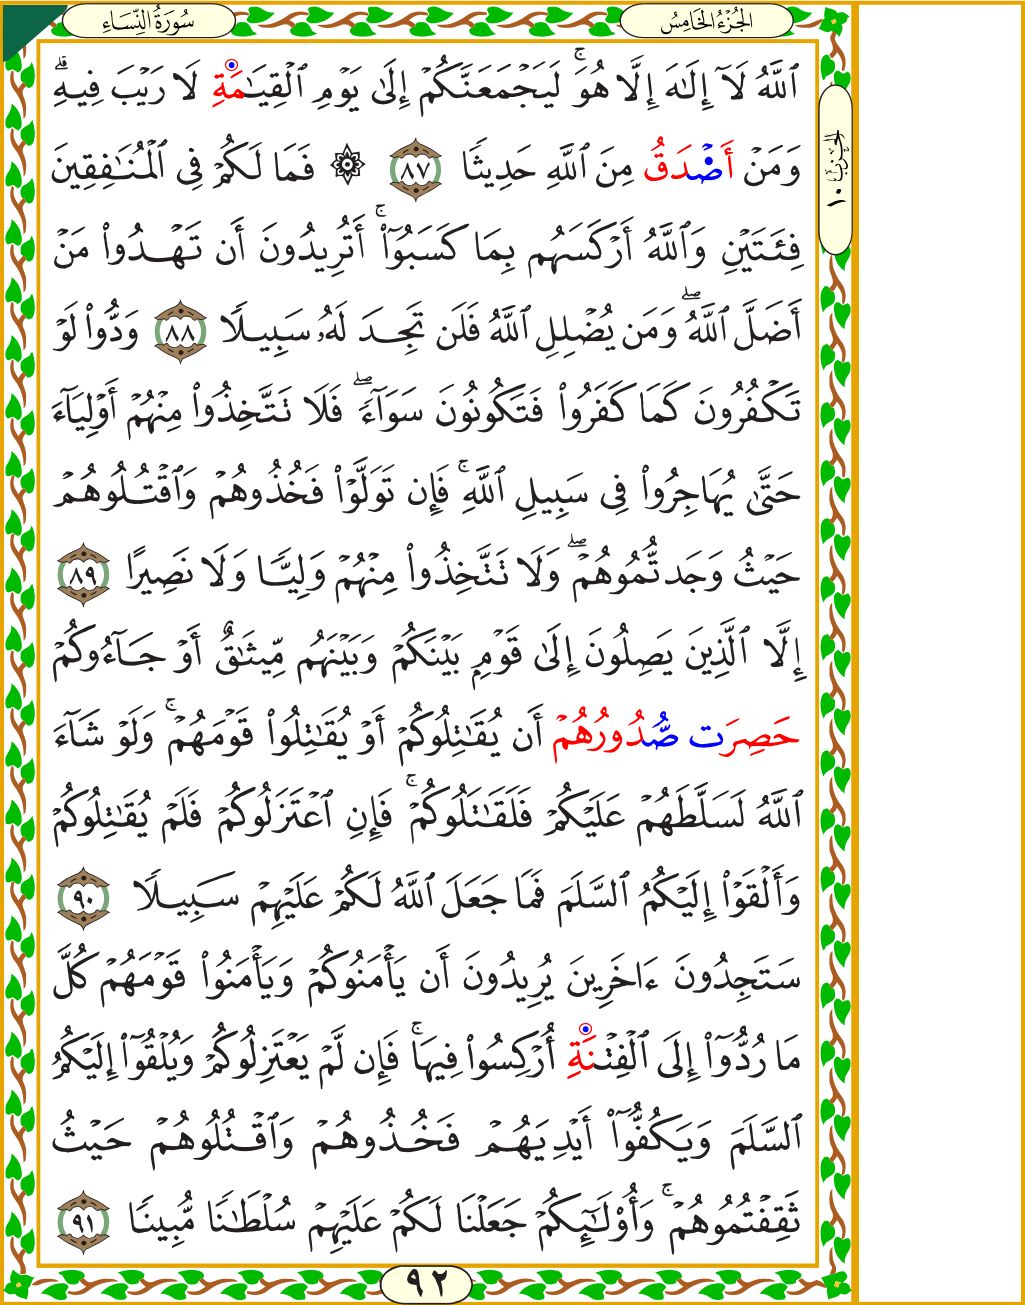 الجُزْءُ الخَامِسُ
سُورَةُ النِّسَاءِ
الحِزْبُ ١٠
ٱللَّهُ لَآ إِلَٰهَ إِلَّا هُوَۚ لَيَجۡمَعَنَّكُمۡ إِلَىٰ يَوۡمِ ٱلۡقِيَٰمَةِ لَا رَيۡبَ فِيهِۗ
وَمَنۡ أَصۡدَقُ مِنَ ٱللَّهِ حَدِيثٗا ٨٧ ۞ فَمَا لَكُمۡ فِي ٱلۡمُنَٰفِقِينَ
فِئَتَيۡنِ وَٱللَّهُ أَرۡكَسَهُم بِمَا كَسَبُوٓاْۚ أَتُرِيدُونَ أَن تَهۡدُواْ مَنۡ
أَضَلَّ ٱللَّهُۖ وَمَن يُضۡلِلِ ٱللَّهُ فَلَن تَجِدَ لَهُۥ سَبِيلٗا ٨٨ وَدُّواْ لَوۡ
تَكۡفُرُونَ كَمَا كَفَرُواْ فَتَكُونُونَ سَوَآءٗۖ فَلَا تَتَّخِذُواْ مِنۡهُمۡ أَوۡلِيَآءَ
حَتَّىٰ يُهَاجِرُواْ فِي سَبِيلِ ٱللَّهِۚ فَإِن تَوَلَّوۡاْ فَخُذُوهُمۡ وَٱقۡتُلُوهُمۡ
حَيۡثُ وَجَدتُّمُوهُمۡۖ وَلَا تَتَّخِذُواْ مِنۡهُمۡ وَلِيّٗا وَلَا نَصِيرًا ٨٩
إِلَّا ٱلَّذِينَ يَصِلُونَ إِلَىٰ قَوۡمِۭ بَيۡنَكُمۡ وَبَيۡنَهُم مِّيثَٰقٌ أَوۡ جَآءُوكُمۡ
حَصِرَت صُّدُورُهُمۡ أَن يُقَٰتِلُوكُمۡ أَوۡ يُقَٰتِلُواْ قَوۡمَهُمۡۚ وَلَوۡ شَآءَ
ٱللَّهُ لَسَلَّطَهُمۡ عَلَيۡكُمۡ فَلَقَٰتَلُوكُمۡۚ فَإِنِ ٱعۡتَزَلُوكُمۡ فَلَمۡ يُقَٰتِلُوكُمۡ
وَأَلۡقَوۡاْ إِلَيۡكُمُ ٱلسَّلَمَ فَمَا جَعَلَ ٱللَّهُ لَكُمۡ عَلَيۡهِمۡ سَبِيلٗا ٩٠
سَتَجِدُونَ ءَاخَرِينَ يُرِيدُونَ أَن يَأۡمَنُوكُمۡ وَيَأۡمَنُواْ قَوۡمَهُمۡ كُلَّ
مَا رُدُّوٓاْ إِلَى ٱلۡفِتۡنَةِ أُرۡكِسُواْ فِيهَاۚ فَإِن لَّمۡ يَعۡتَزِلُوكُمۡ وَيُلۡقُوٓاْ إِلَيۡكُمُ
ٱلسَّلَمَ وَيَكُفُّوٓاْ أَيۡدِيَهُمۡ فَخُذُوهُمۡ وَٱقۡتُلُوهُمۡ حَيۡثُ
ثَقِفۡتُمُوهُمۡۚ وَأُوْلَٰٓئِكُمۡ جَعَلۡنَا لَكُمۡ عَلَيۡهِمۡ سُلۡطَٰنٗا مُّبِينٗا ٩١
٩٢